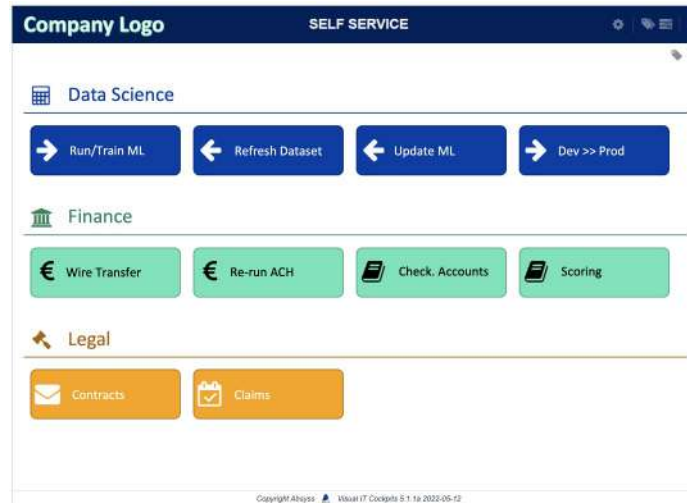 Company Logo
SELF SERVICE
Data Science
Run/Train ML
Refresh Dataset
Update ML
Dev >> Prod
Finance
€ Wire Transfer
€ Re-run ACH
Check. Accounts
Scoring
Legal
Contracts
Claims
Copyright Absyss Visual IT Cockpits 5.1.1a 2022-05-12